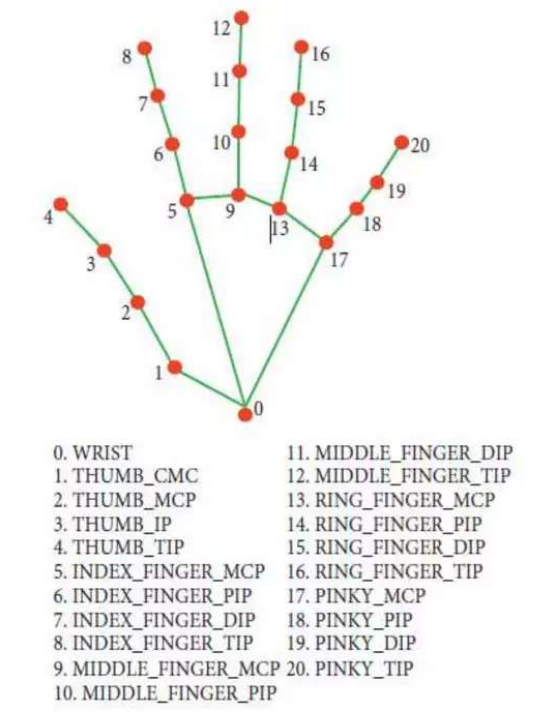 12
8
16
11
7
15
10
6
14
20
19
5
9
13
18
4
17
3
2
1
0
0. WRIST
1. THUMB_CMC
2. THUMB_MCP
3. THUMB_IP
4. THUMB_TIP
5. INDEX_FINGER_MCP
6. INDEX_FINGER_PIP
7. INDEX_FINGER_DIP
8. INDEX_FINGER_TIP
9. MIDDLE_FINGER_MCP
10. MIDDLE_FINGER_PIP
11. MIDDLE_FINGER_DIP
12. MIDDLE_FINGER_TIP
13. RING_FINGER_MCP
14. RING_FINGER_PIP
15. RING_FINGER_DIP
16. RING_FINGER_TIP
17. PINKY_MCP
18. PINKY_PIP
19. PINKY_DIP
20. PINKY_TIP